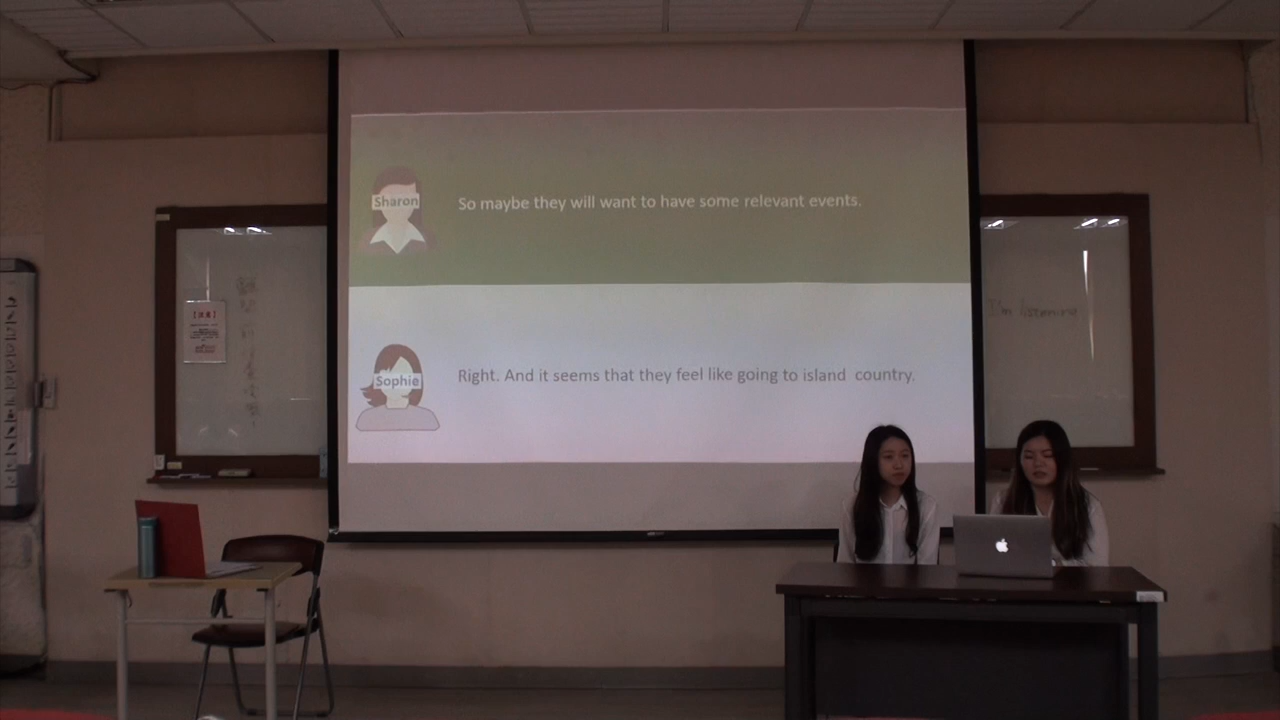 Sharon
So maybe they will want to have some relevant events.
Sophie
Right. And it seems that they feel like going to island country.
I'm listening